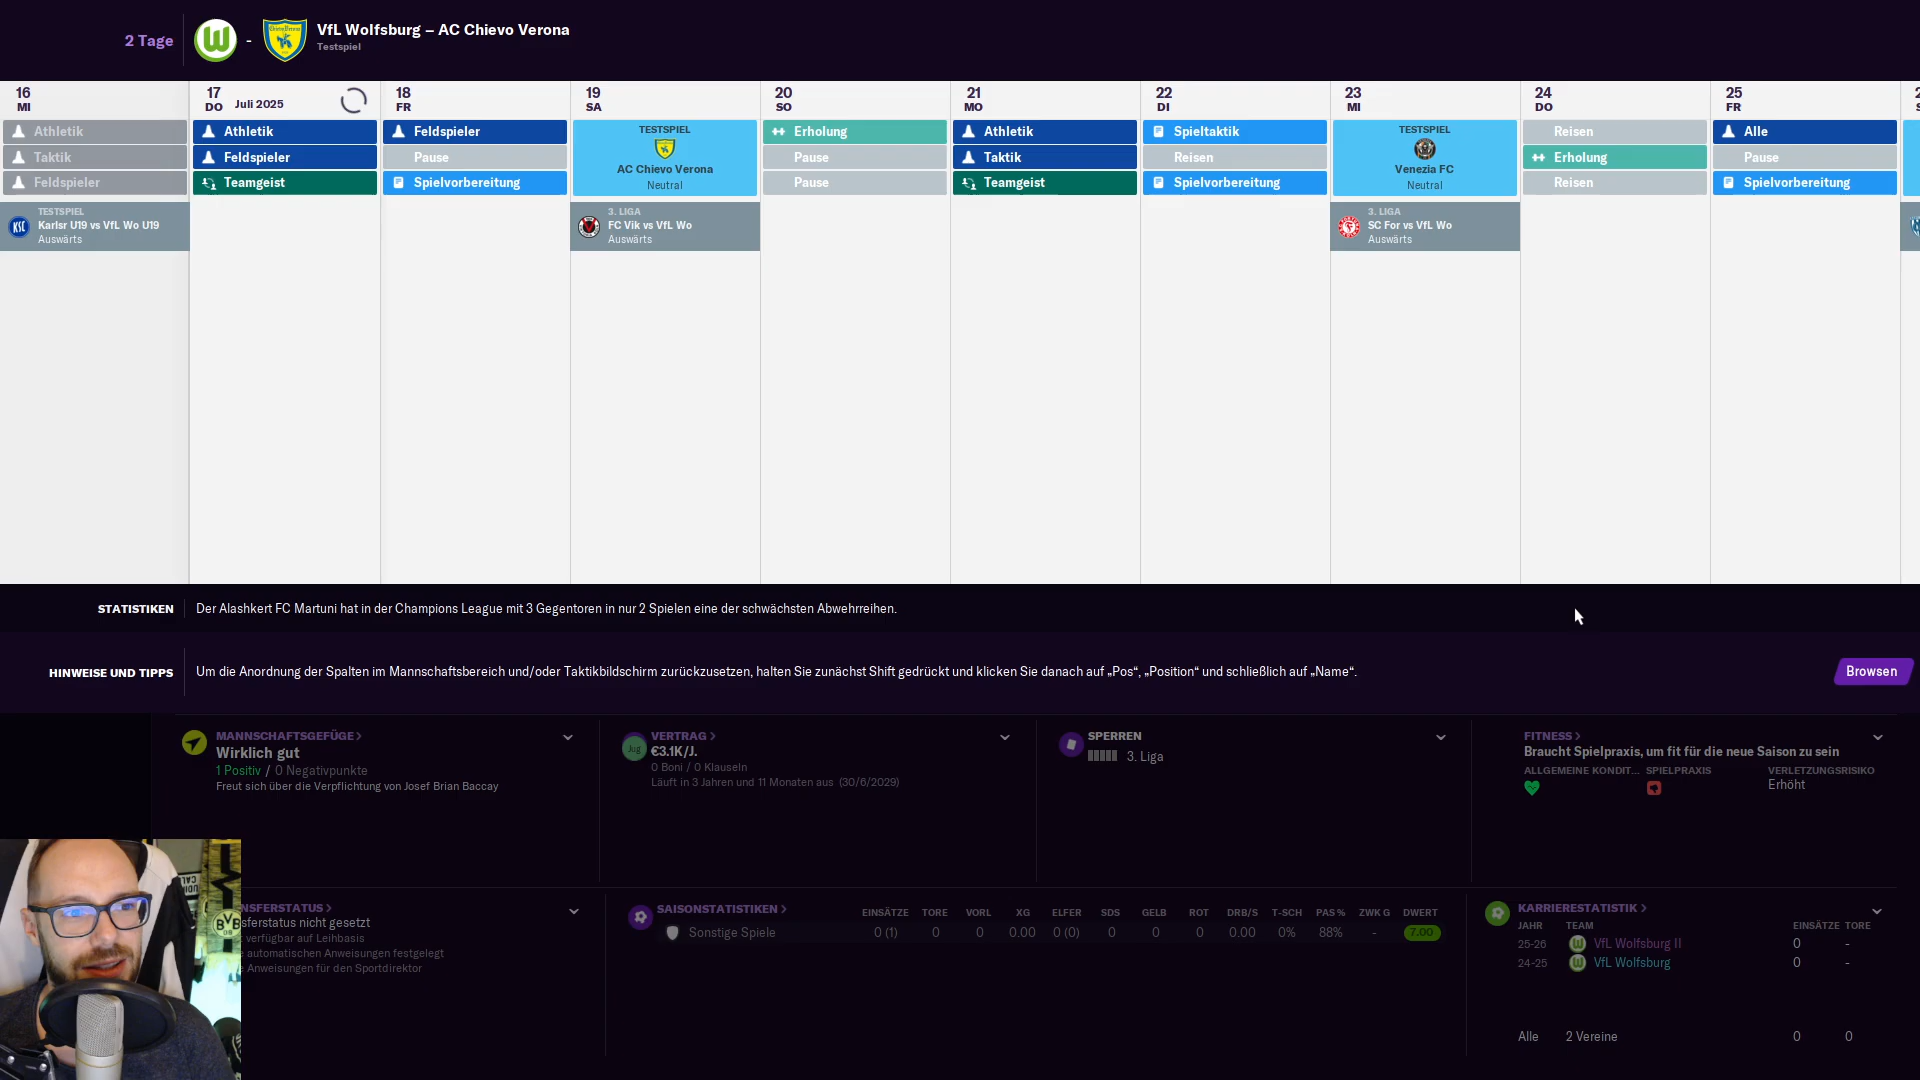 2 Tage
VfL Wolfsburg – AC Chievo Verona
Testspiel
16
MI
Athletik
Taktik
Feldspieler
TESTSPIEL
Karlsr U19 vs VfL Wo U19
Auswärts
17
DO Juli 2025
Athletik
Feldspieler
Teamgeist
18
FR
Feldspieler
Pause
Spielvorbereitung
19
SA
TESTSPIEL
AC Chievo Verona
Neutral
3. LIGA
FC Vik vs VfL Wo
Auswärts
20
SO
Erholung
Pause
Pause
21
MO
Athletik
Taktik
Teamgeist
22
DI
Spieltaktik
Reisen
Spielvorbereitung
23
MI
TESTSPIEL
Venezia FC
Neutral
3. LIGA
SC For vs VfL Wo
Auswärts
24
DO
Reisen
Erholung
Reisen
25
FR
Alle
Pause
Spielvorbereitung
STATISTIKEN
Der Alashkert FC Martuni hat in der Champions League mit 3 Gegentoren in nur 2 Spielen eine der schwächsten Abwehrreihen.
HINWEISE UND TIPPS
Um die Anordnung der Spalten im Mannschaftsbereich und/oder Taktikbildschirm zurückzusetzen, halten Sie zunächst Shift gedrückt und klicken Sie danach auf „Pos“, „Position“ und schließlich auf „Name“.
Browsen
MANNSCHAFTSGEFÜGE
Wirklich gut
1 Positiv / 0 Negativpunkte
Freut sich über die Verpflichtung von Josef Brian Baccay
Jug
VERTRAG
€3.1K/J.
0 Boni / 0 Klauseln
Läuft in 3 Jahren und 11 Monaten aus (30/6/2029)
SPERREN
3. Liga
FITNESS
Braucht Spielpraxis, um fit für die neue Saison zu sein
ALLGEMEINE KONDIT... SPIELPRAXIS VERLETZUNGSRISIKO
Erhöht
NSFERSTATUS
sferstatus nicht gesetzt
verfügbar auf Leihbasis
automatischen Anweisungen festgelegt
Anweisungen für den Sportdirektor
BVB
SAISONSTATISTIKEN EINSÄTZE TORE VORL XG ELFER SDS GELB ROT DRB/S T-SCH PAS % ZWK G DWERT
Sonstige Spiele 0 (1) 0 0 0.00 0 (0) 0 0 0 0.00 0% 88% - 7.00
KARRIERESTATISTIK
JAHR TEAM EINSÄTZE TORE
25-26 VfL Wolfsburg II 0 -
24-25 VfL Wolfsburg 0 -
Alle 2 Vereine 0 0